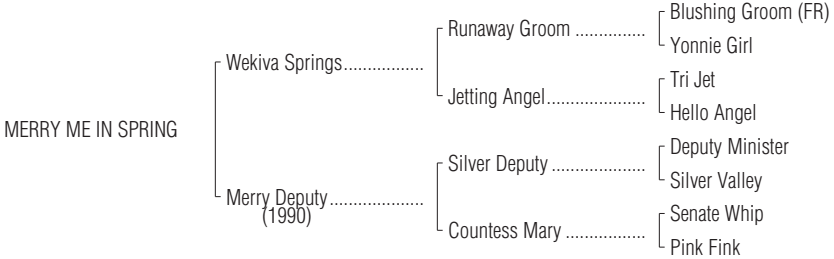 Blushing Groom (FR)
Runaway Groom ...............
Yonnie Girl
Wekiva Springs.................
Tri Jet
Jetting Angel.....................
Hello Angel
MERRY ME IN SPRING
Deputy Minister
Silver Deputy ....................
Silver Valley
Merry Deputy....................
(1990)
Senate Whip
Countess Mary .................
Pink Fink